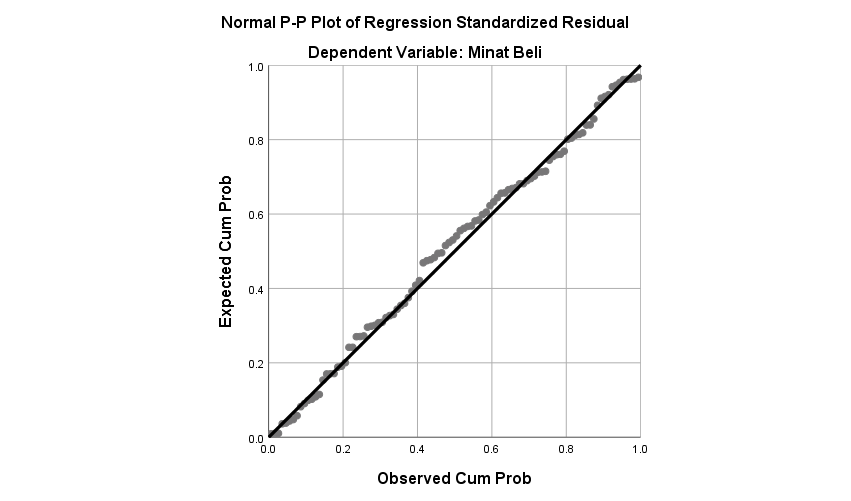 Normal P-P Plot of Regression Standardized Residual
Dependent Variable: Minat Beli
1.0
0.8
0.6
0.4
0.2
0.0
Expected Cum Prob
0.0 0.2 0.4 0.6 0.8 1.0
Observed Cum Prob